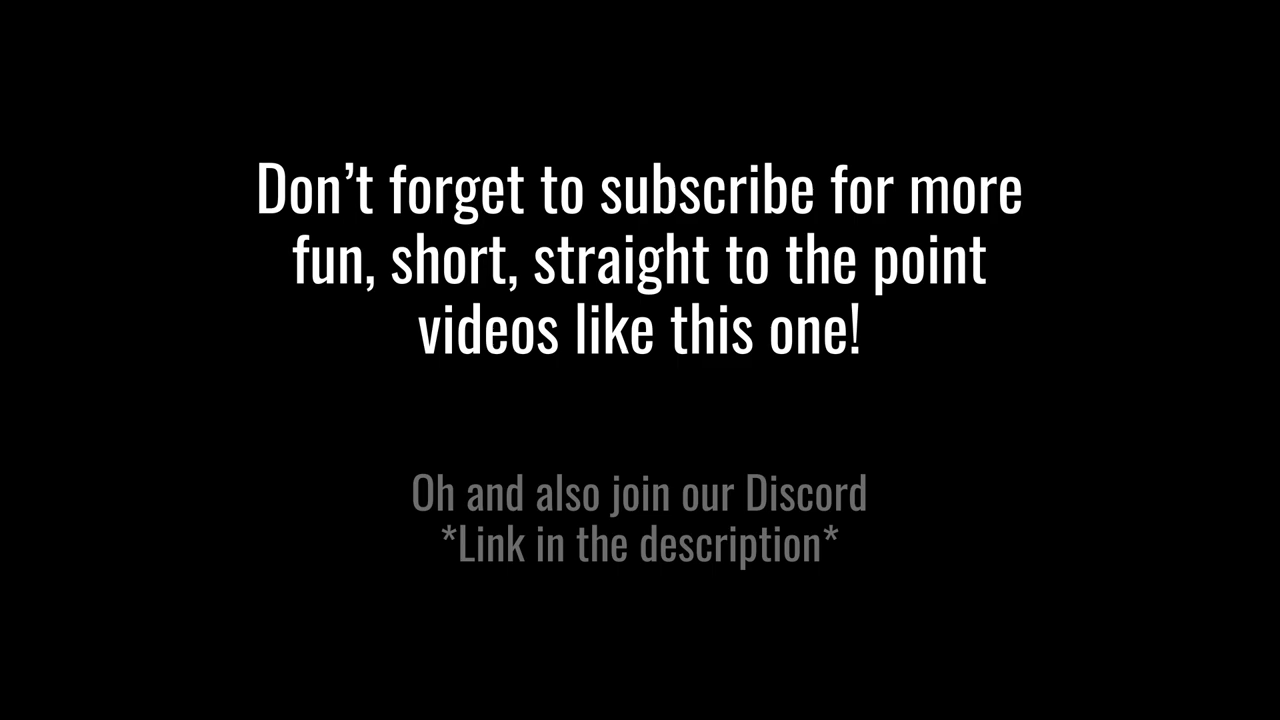 Don’t forget to subscribe for more
fun, short, straight to the point
videos like this one!
Oh and also join our Discord
*Link in the description*